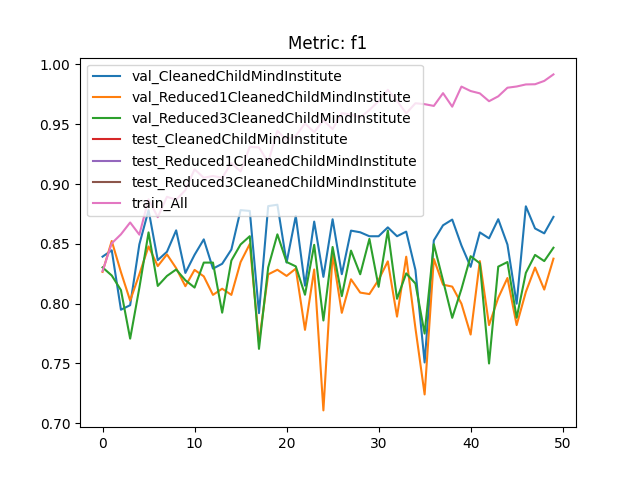 Metric: f1
1.00
0.95
0.90
0.85
0.80
0.75
0.70
val_CleanedChildMindInstitute
val_Reduced1CleanedChildMindInstitute
val_Reduced3CleanedChildMindInstitute
test_CleanedChildMindInstitute
test_Reduced1CleanedChildMindInstitute
test_Reduced3CleanedChildMindInstitute
train_All
0 10 20 30 40 50